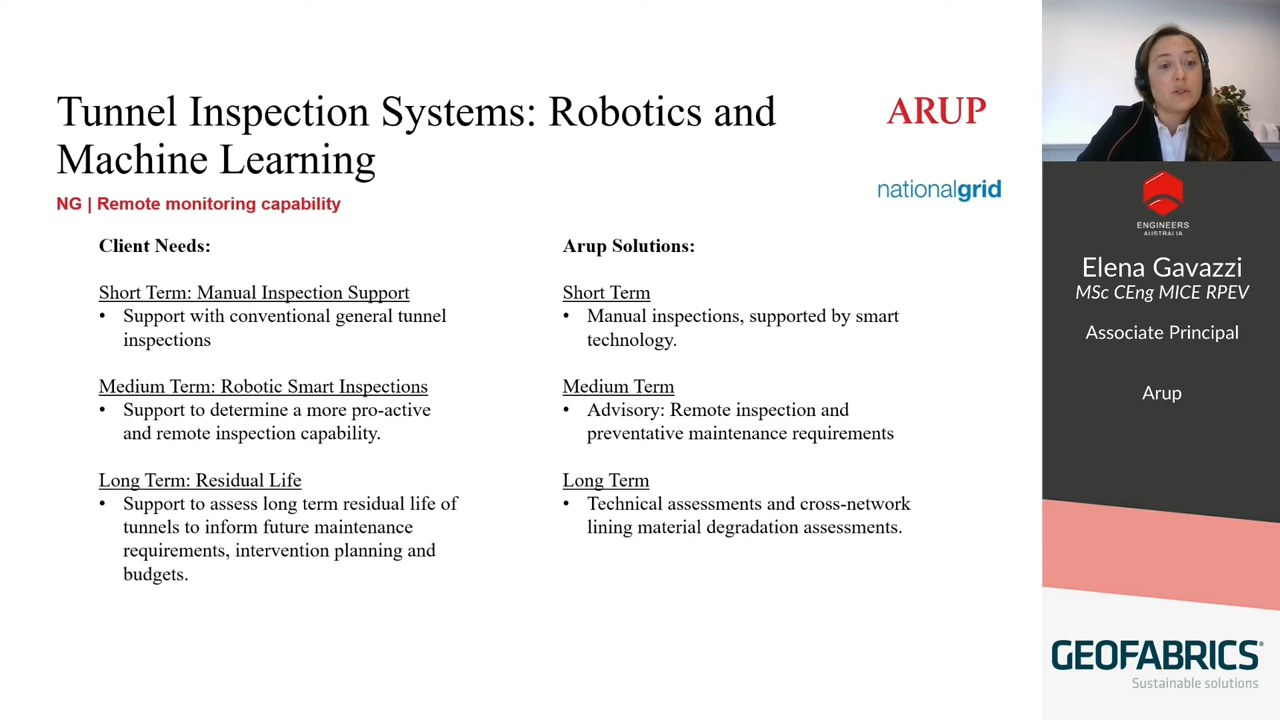 Tunnel Inspection Systems: Robotics and
Machine Learning
NG | Remote monitoring capability
ARUP
nationalgrid
Client Needs:
Short Term: Manual Inspection Support
• Support with conventional general tunnel
inspections
Medium Term: Robotic Smart Inspections
• Support to determine a more pro-active
and remote inspection capability.
Long Term: Residual Life
• Support to assess long term residual life of
tunnels to inform future maintenance
requirements, intervention planning and
budgets.
Arup Solutions:
Short Term
• Manual inspections, supported by smart
technology.
Medium Term
• Advisory: Remote inspection and
preventative maintenance requirements
Long Term
• Technical assessments and cross-network
lining material degradation assessments.
ENGINEERS
AUSTRALIA
Elena Gavazzi
MSc CEng MICE RPEV
Associate Principal
Arup
GEOFABRICS®
Sustainable solutions